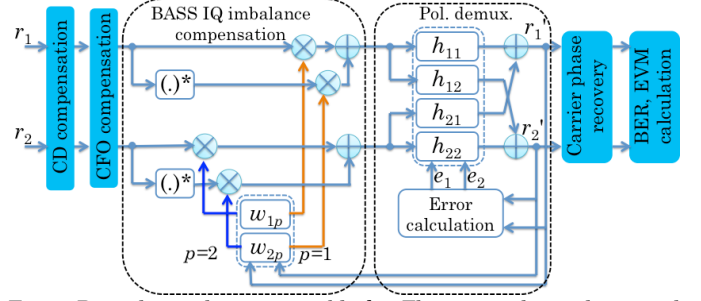 BASS IQ imbalance
compensation
Pol. demux.
r1
r2
CD compensation
CFO compensation
(.)*
(.)*
w1p
w2p
p=2
p=1
h11
h12
h21
h22
e1
e2
Error
calculation
r1'
r2'
Carrier phase
recovery
BER, EVM
calculation